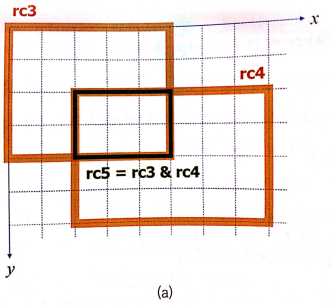 rc3
x
rc4
rc5 = rc3 & rc4
y
(a)